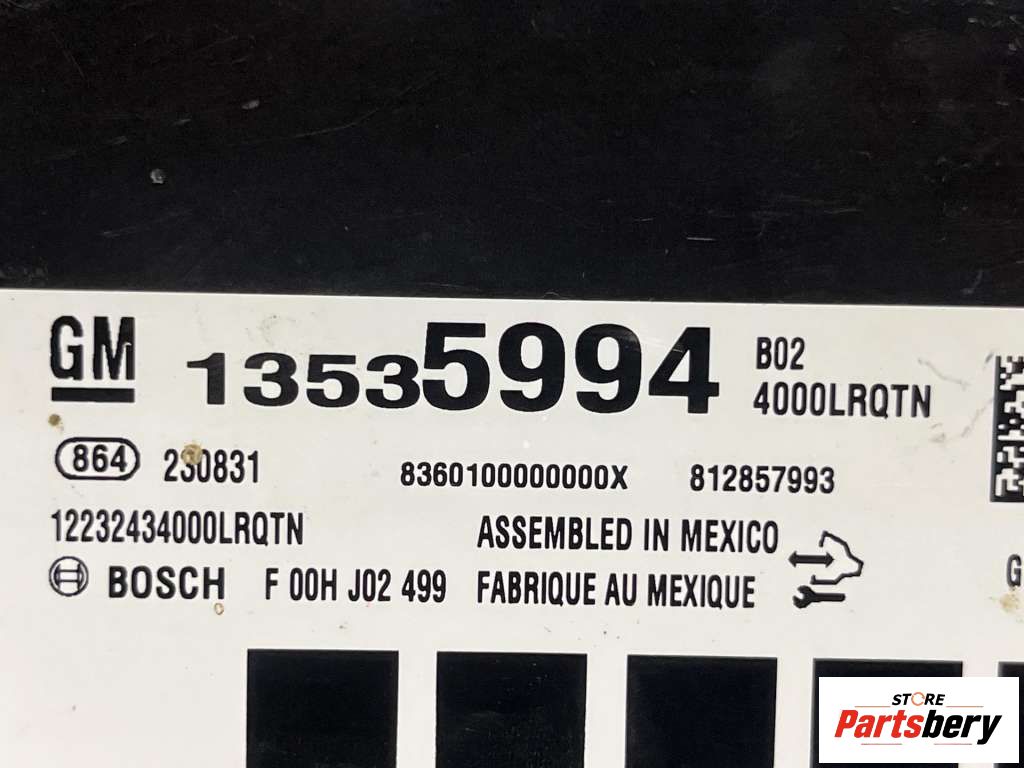 GM 13535994 B02
4000LRQTN
864 230831 8360100000000X 812857993
12232434000LRQTN ASSEMBLED IN MEXICO
BOSCH F 00H J02 499 FABRIQUE AU MEXIQUE
G
STORE
Partsbery